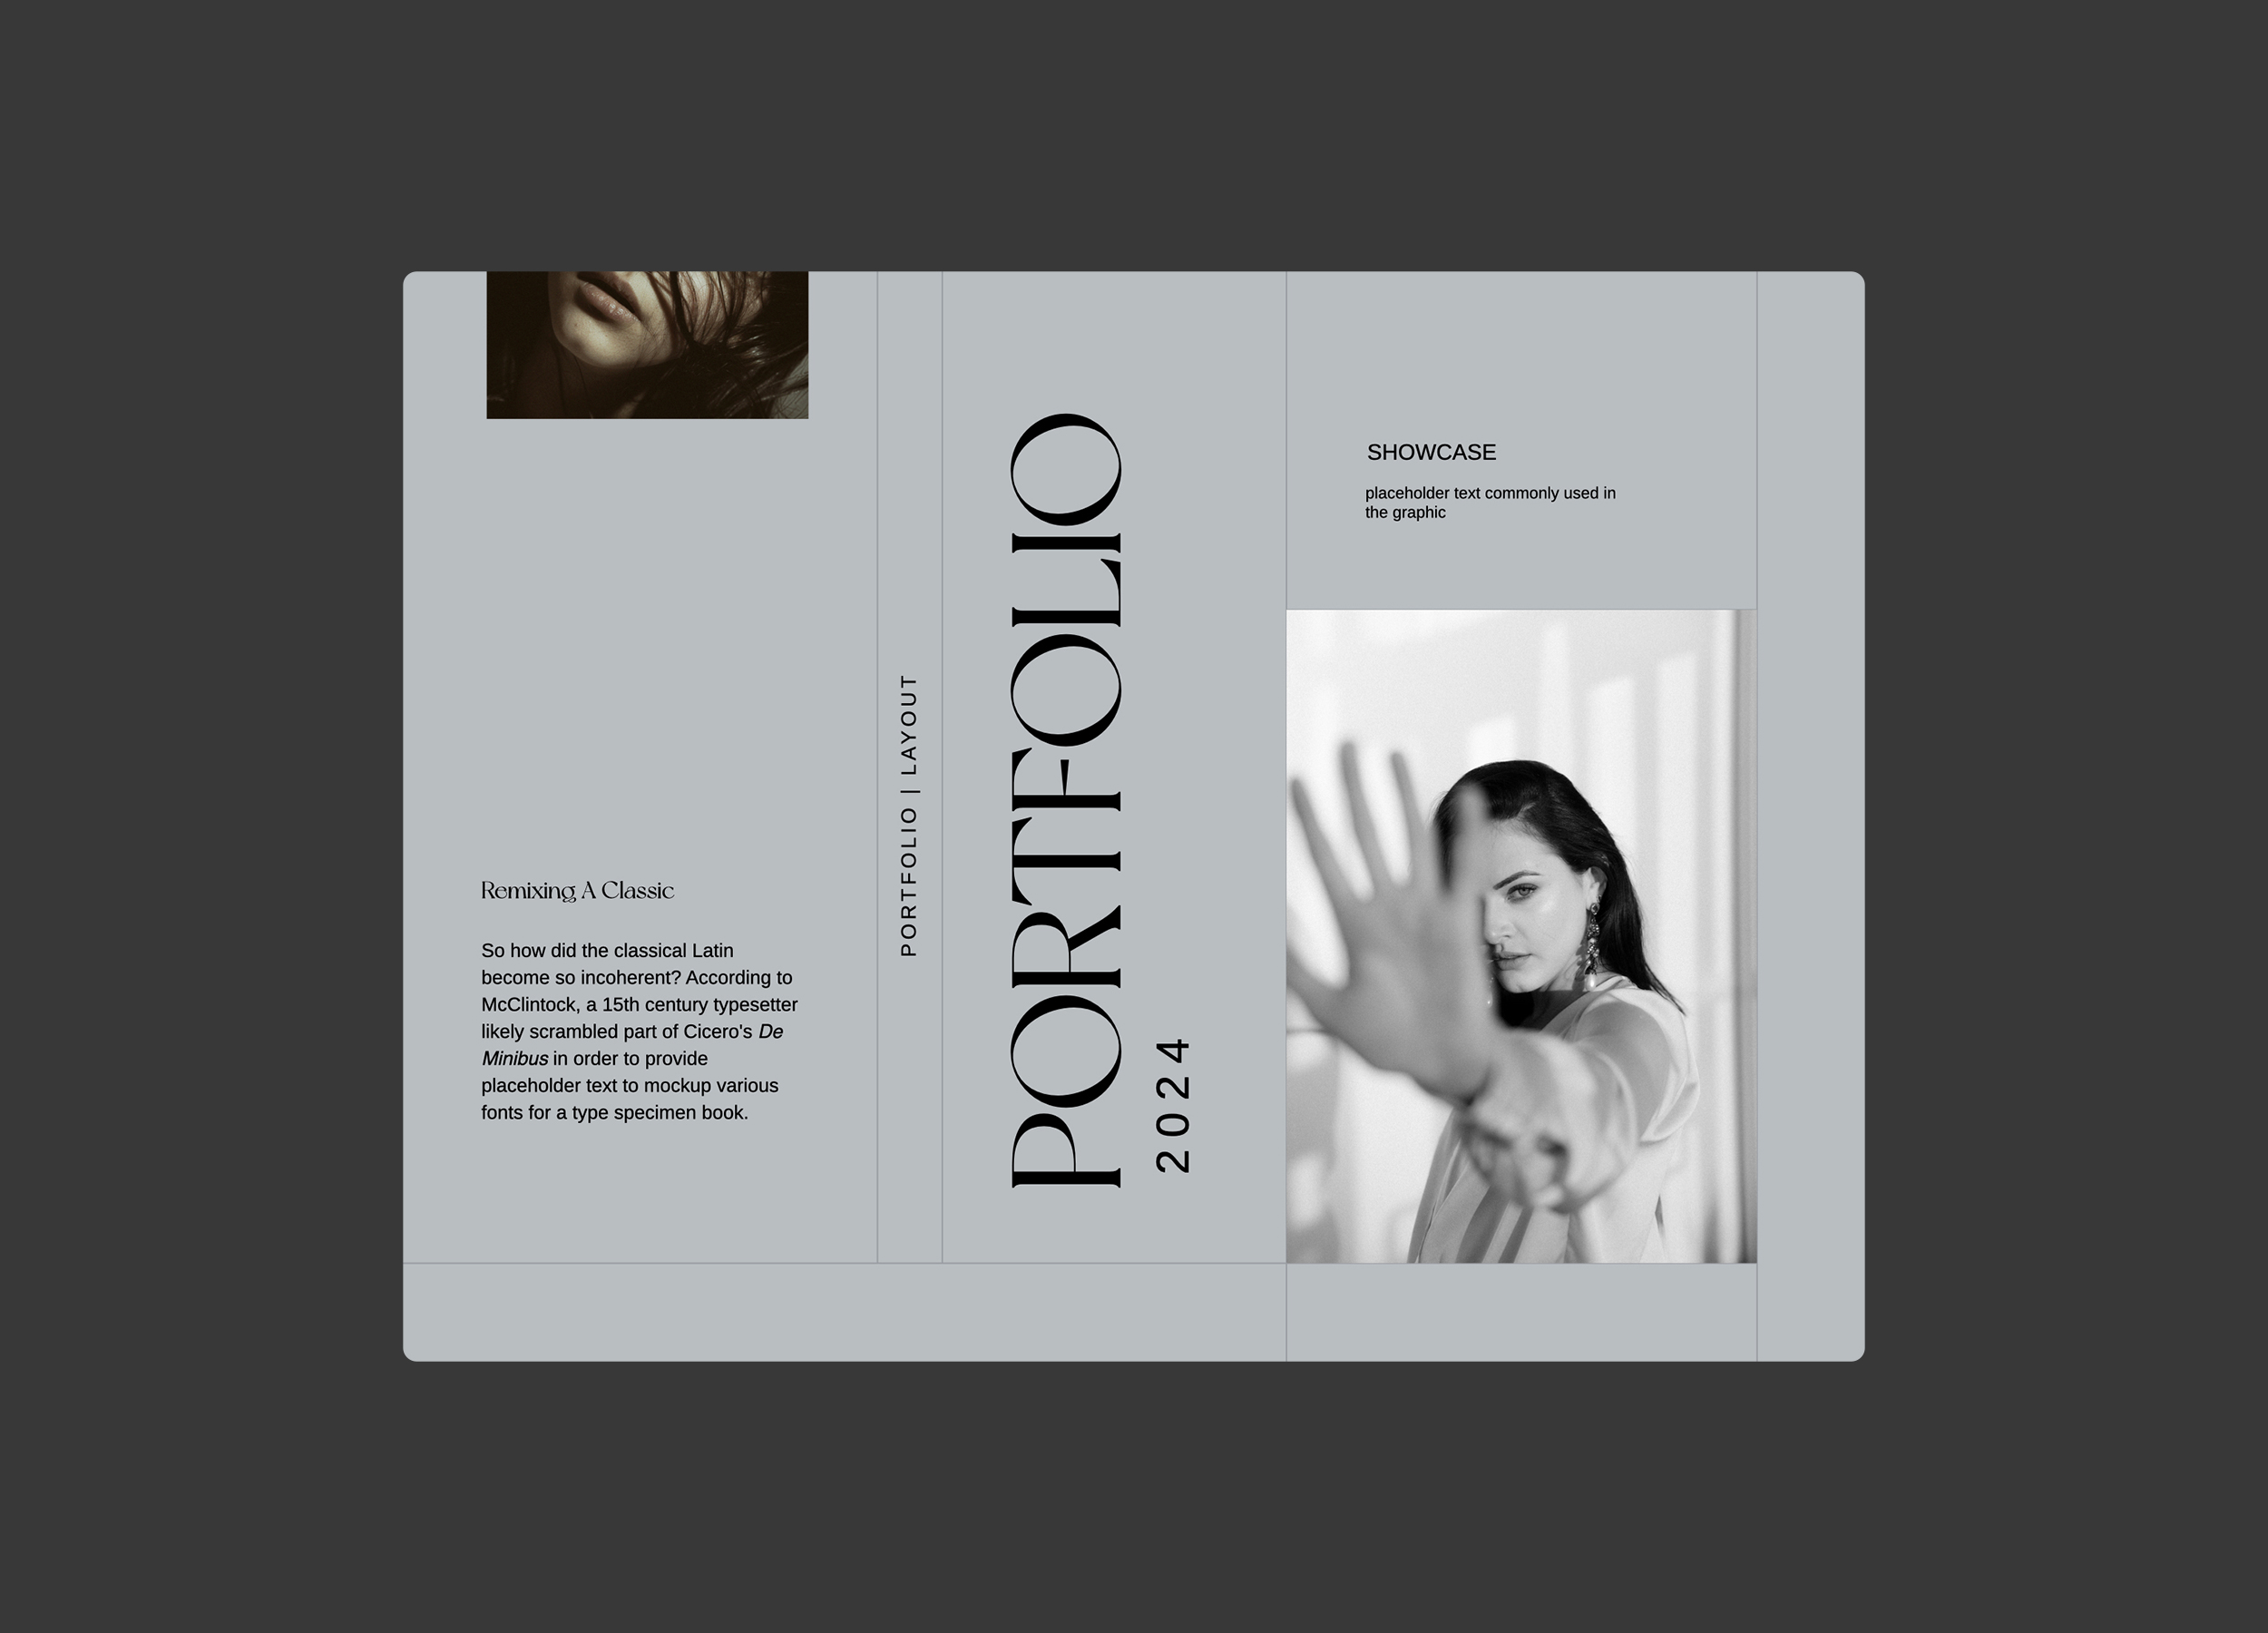 Remixing A Classic
So how did the classical Latin
become so incoherent? According to
McClintock, a 15th century typesetter
likely scrambled part of Cicero's De
Minibus in order to provide
placeholder text to mockup various
fonts for a type specimen book.
PORTFOLIO | LAYOUT
PORTFOLIO
2024
SHOWCASE
placeholder text commonly used in
the graphic